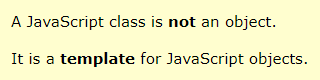 A JavaScript class is not an object.
It is a template for JavaScript objects.